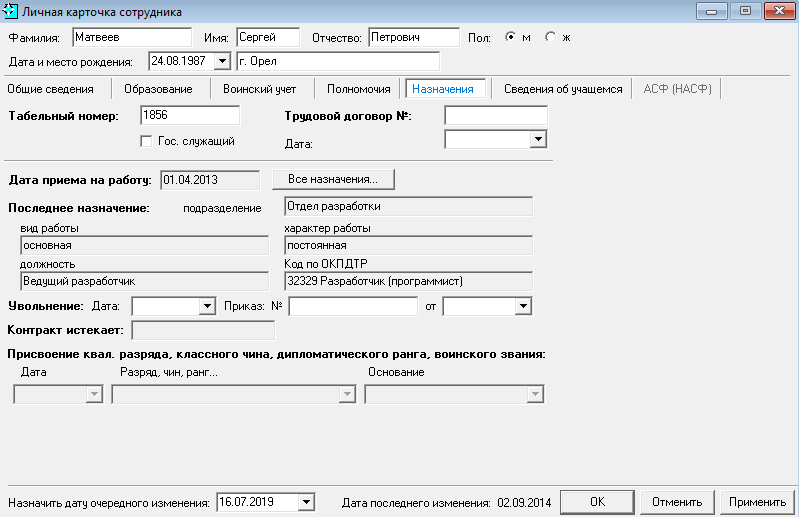 Личная карточка сотрудника
Фамилия: Матвеев Имя: Сергей Отчество: Петрович Пол: м ж
Дата и место рождения: 24.08.1987 г. Орел
Общие сведения Образование Воинский учет Полномочия Назначения Сведения об учащемся АСФ (НАСФ)
Табельный номер: 1856 Трудовой договор №:
Гос. служащий Дата:
Дата приема на работу: 01.04.2013 Все назначения...
Последнее назначение: подразделение Отдел разработки
вид работы характер работы
основная постоянная
должность Код по ОКПДТР
Ведущий разработчик 32329 Разработчик (программист)
Увольнение: Дата: Приказ: № от
Контракт истекает:
Присвоение квал. разряда, классного чина, дипломатического ранга, воинского звания:
Дата Разряд, чин, ранг... Основание
Назначить дату очередного изменения: 16.07.2019 Дата последнего изменения: 02.09.2014 OK Отменить Применить